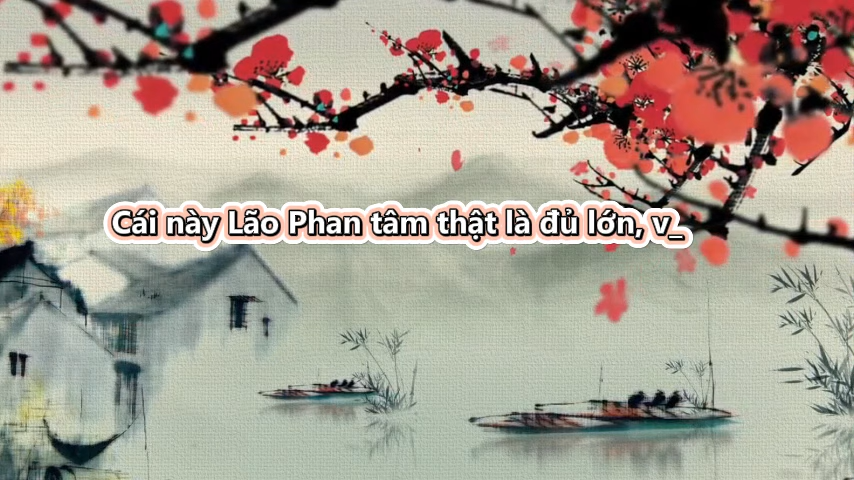 Cái này Lão Phan tâm thật là đủ lớn, v_